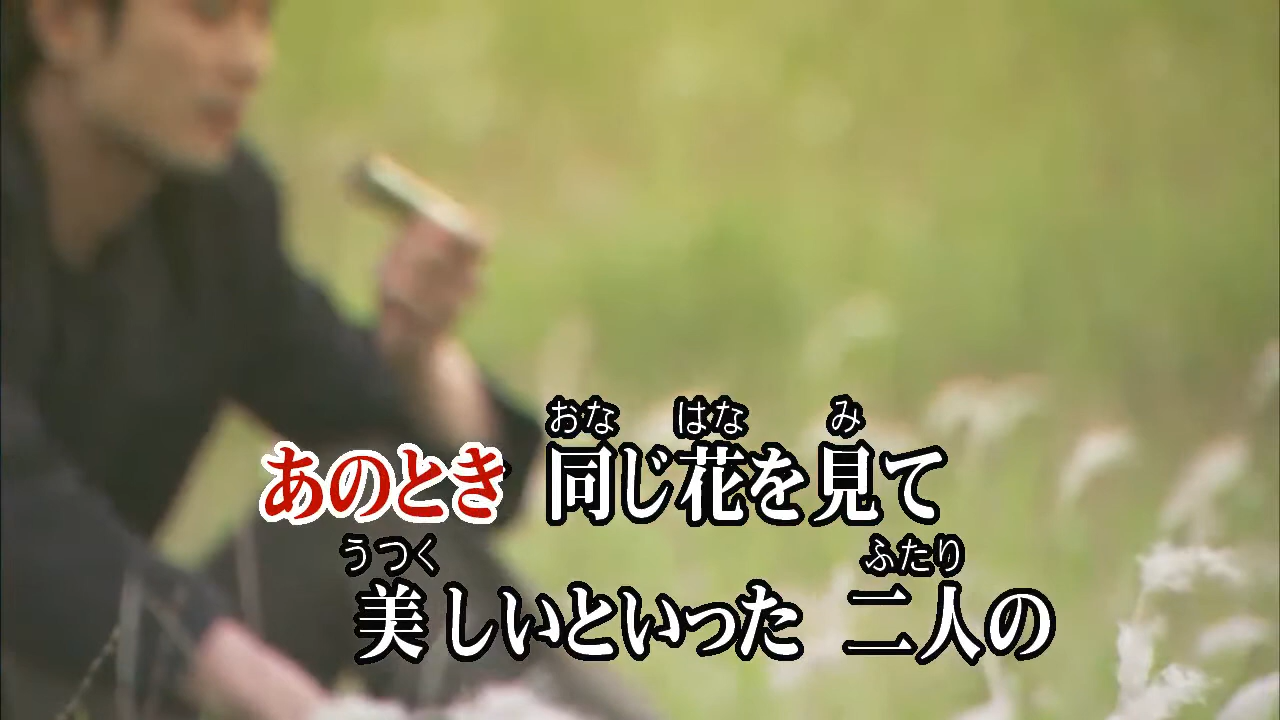 おな はな み
あのとき 同じ花を見て
うつく ふたり
美しいといった 二人の